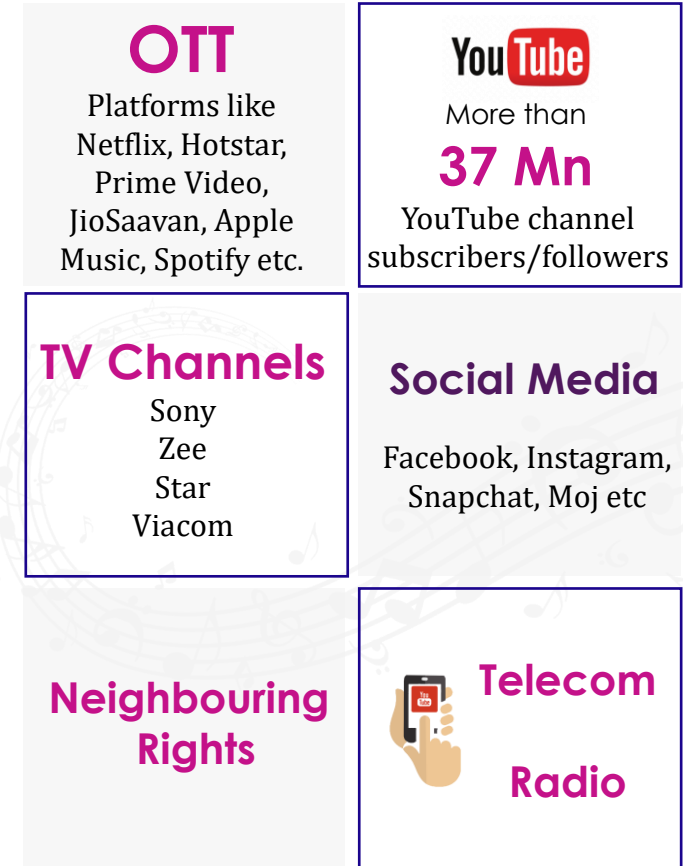 OTT
Platforms like
Netflix, Hotstar,
Prime Video,
JioSaavan, Apple
Music, Spotify etc.
YouTube
More than
37 Mn
YouTube channel
subscribers/followers
TV Channels
Sony
Zee
Star
Viacom
Social Media
Facebook, Instagram,
Snapchat, Moj etc
Neighbouring
Rights
You
Tube
Telecom
Radio